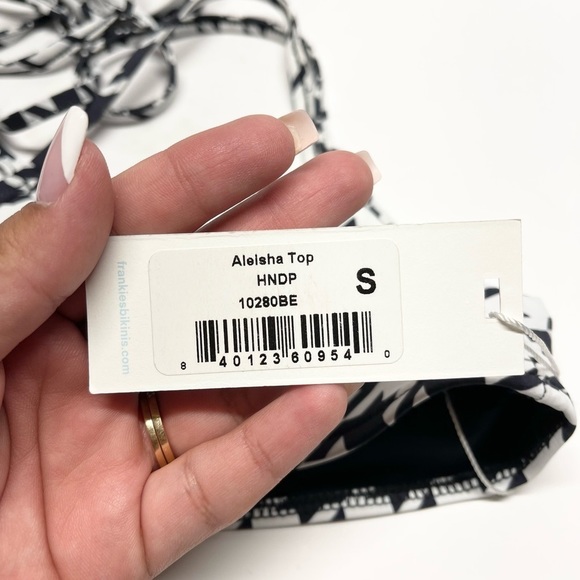 Aleisha Top
HNDP
10280BE
S
8 40123 60954 0
frankiesbikinis.com